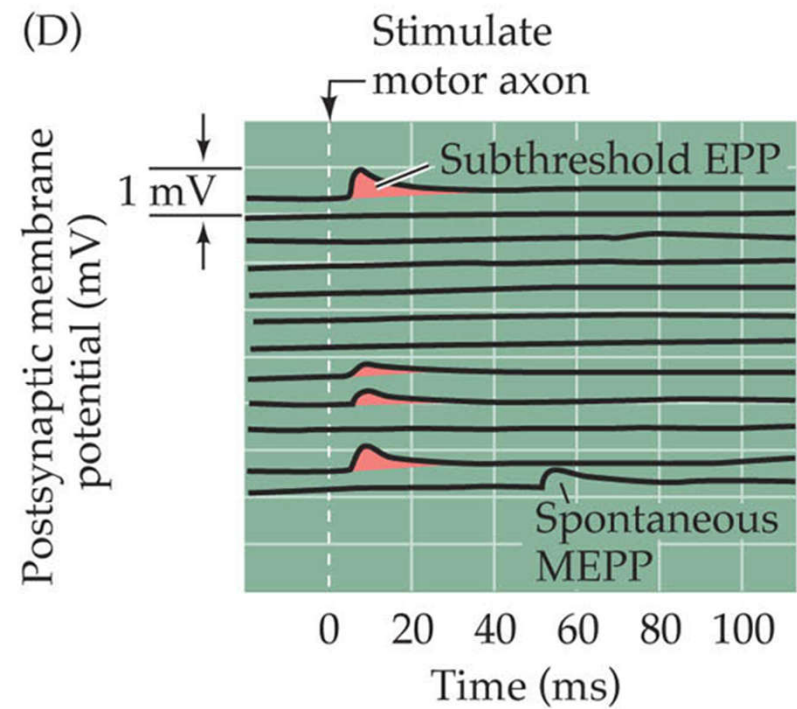 (D)
Stimulate
motor axon
Subthreshold EPP
1 mV
Postsynaptic membrane
potential (mV)
Spontaneous
MEPP
0 20 40 60 80 100
Time (ms)